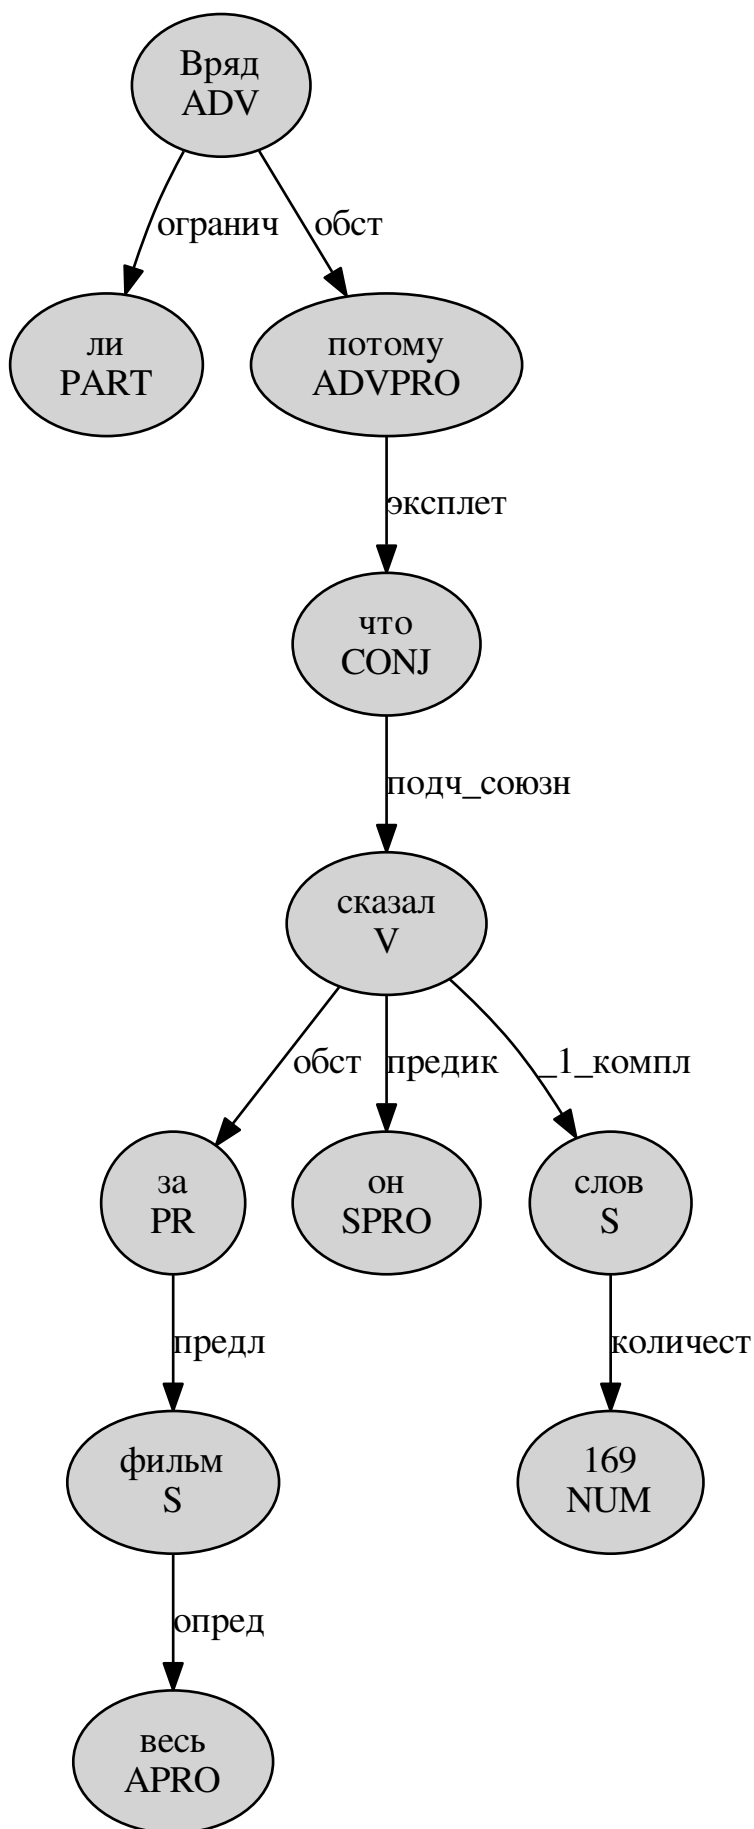 Вряд
ADV
огранич
обст
ли
PART
потому
ADVPRO
эксплет
что
CONJ
подч_союзн
сказал
V
обст
предик
_1_компл
за
PR
он
SPRO
слов
S
предл
количест
фильм
S
169
NUM
опред
весь
APRO